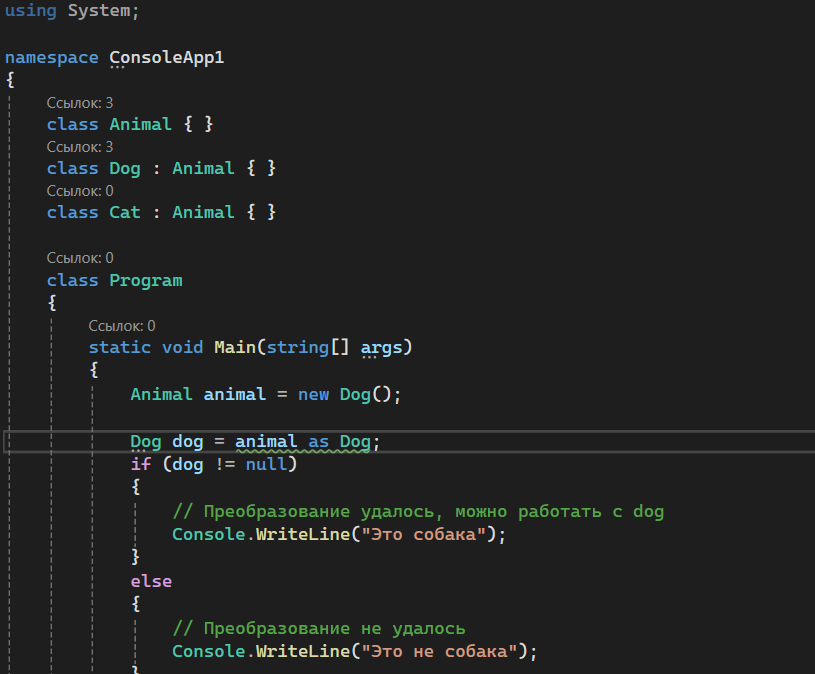 using System;
namespace ConsoleApp1
{
Ссылок: 3
class Animal { }
Ссылок: 3
class Dog : Animal { }
Ссылок: 0
class Cat : Animal { }
Ссылок: 0
class Program
{
Ссылок: 0
static void Main(string[] args)
{
Animal animal = new Dog();
Dog dog = animal as Dog;
if (dog != null)
{
// Преобразование удалось, можно работать с dog
Console.WriteLine("Это собака");
}
else
{
// Преобразование не удалось
Console.WriteLine("Это не собака");
}